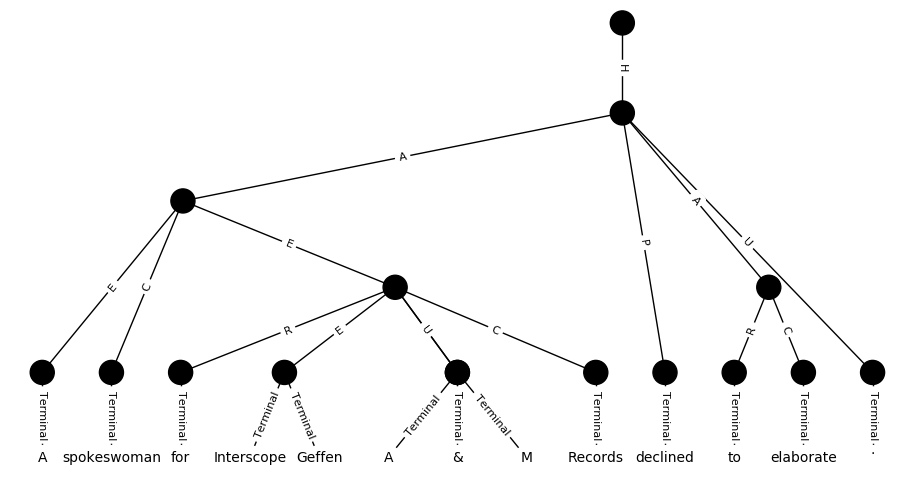 H
A
E
A
P
U
E
C
R
E
U
C
R
C
Terminal Terminal Terminal Terminal Terminal Terminal Terminal Terminal Terminal Terminal Terminal Terminal Terminal
A spokeswoman for Interscope Geffen A & M Records declined to elaborate .